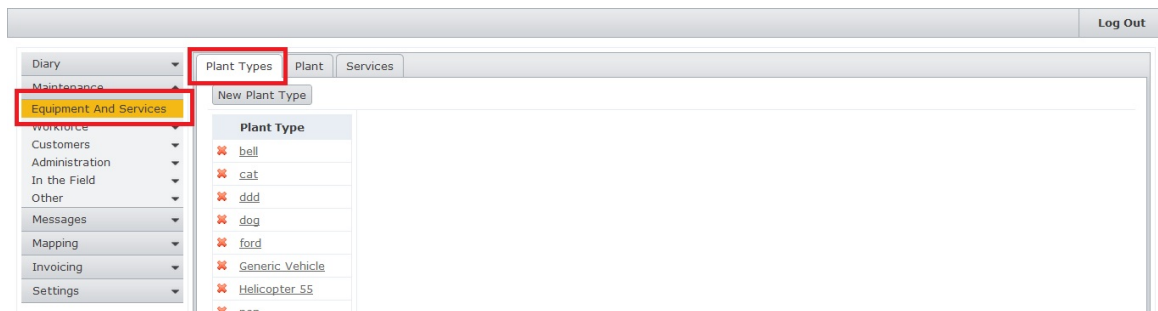 Log Out
Diary
Maintenance
Equipment And Services
Workforce
Customers
Administration
In the Field
Other
Messages
Mapping
Invoicing
Settings
Plant Types
Plant
Services
New Plant Type
Plant Type
bell
cat
ddd
dog
ford
Generic Vehicle
Helicopter 55